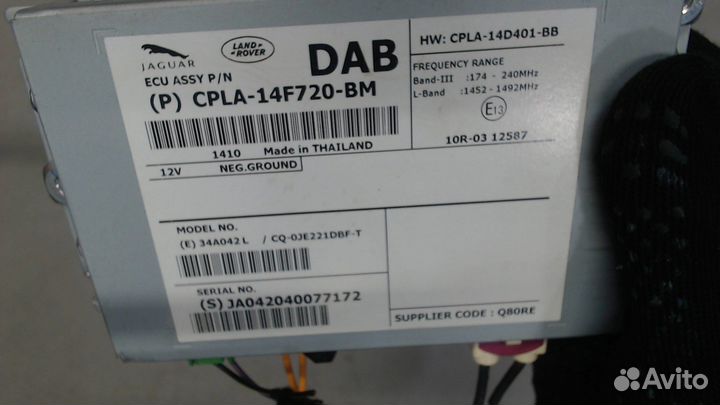 JAGUAR
LAND ROVER
DAB
HW: CPLA-14D401-BB
ECU ASSY P/N
(P) CPLA-14F720-BM
FREQUENCY RANGE
Band-III : 174 - 240MHz
L-Band : 1452 - 1492MHz
E13
10R-03 12587
1410 Made in THAILAND
12V NEG.GROUND
MODEL NO.
(E) 34A042L / CQ-0JE221DBF-T
SERIAL NO.
(S) JA042040077172
SUPPLIER CODE : Q80RE
Avito